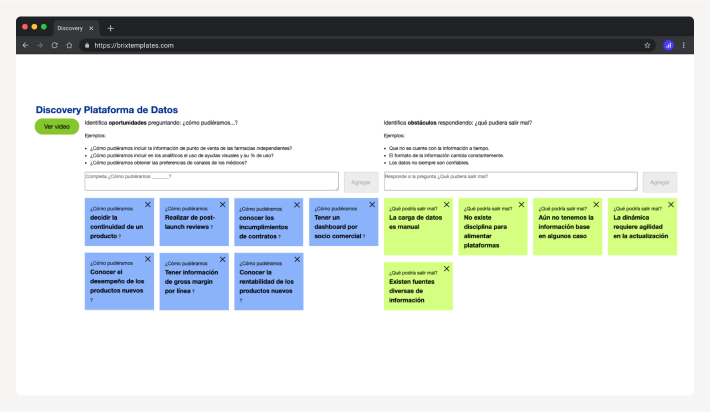 Discovery
https://brixtemplates.com
Discovery Plataforma de Datos
Ver video
Identifica oportunidades preguntando: ¿cómo pudiéramos...?
Ejemplos:
¿Cómo pudiéramos incluir la información de punto de venta de las farmacias independientes?
¿Cómo pudiéramos incluir en los analíticos el uso de ayudas visuales y su % de uso?
¿Cómo pudiéramos obtener las preferencias de canales de los médicos?
Completa ¿Cómo pudiéramos ______?
Agregar
¿Cómo pudiéramos
decidir la
continuidad de un
producto ?
¿Cómo pudiéramos
Realizar de post-
launch reviews ?
¿Cómo pudiéramos
conocer los
incumplimientos
de contratos ?
¿Cómo pudiéramos
Tener un
dashboard por
socio comercial ?
¿Cómo pudiéramos
Conocer el
desempeño de los
productos nuevos
?
¿Cómo pudiéramos
Tener información
de gross margin
por línea ?
¿Cómo pudiéramos
Conocer la
rentabilidad de los
productos nuevos
?
Identifica obstáculos respondiendo: ¿qué pudiera salir mal?
Ejemplos:
Que no se cuente con la información a tiempo.
El formato de la información cambia constantemente.
Los datos no siempre son confiables.
Responde a la pregunta ¿Qué pudiera salir mal?
Agregar
¿Qué podría salir mal?
La carga de datos
es manual
¿Qué podría salir mal?
No existe
disciplina para
alimentar
plataformas
¿Qué podría salir mal?
Aún no tenemos la
información base
en algunos caso
¿Qué podría salir mal?
La dinámica
requiere agilidad
en la actualización
¿Qué podría salir mal?
Existen fuentes
diversas de
información